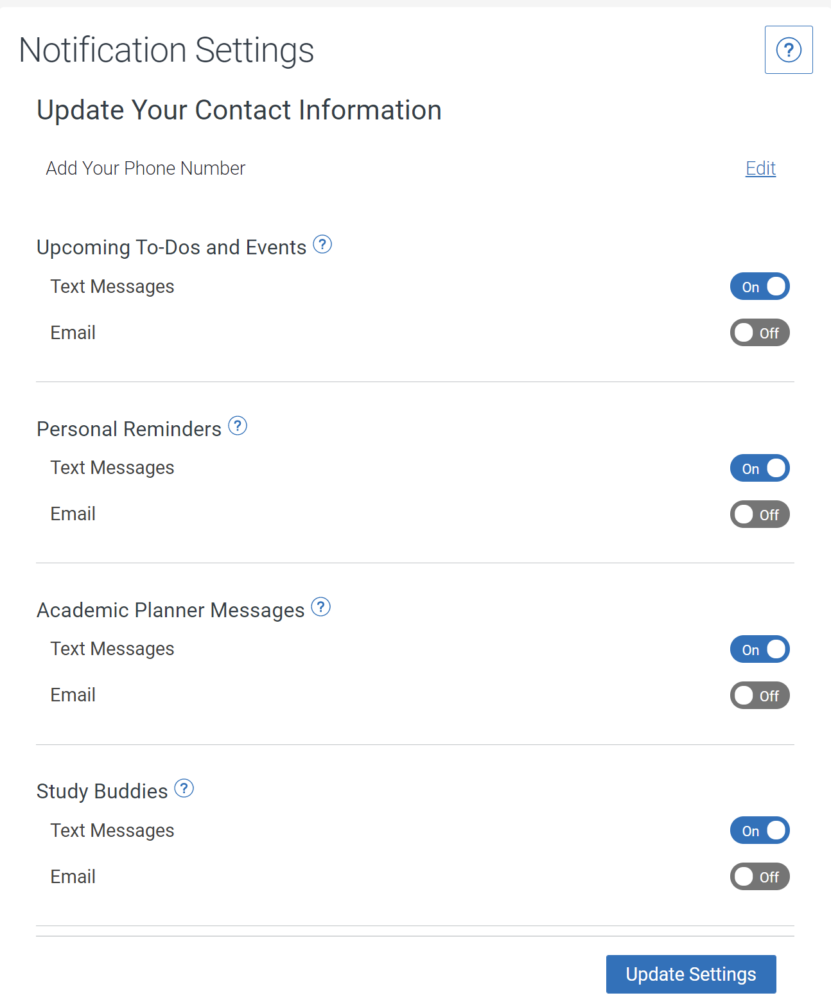 Notification Settings
?
Update Your Contact Information
Add Your Phone Number Edit
Upcoming To-Dos and Events ?
Text Messages On
Email Off
Personal Reminders ?
Text Messages On
Email Off
Academic Planner Messages ?
Text Messages On
Email Off
Study Buddies ?
Text Messages On
Email Off
Update Settings